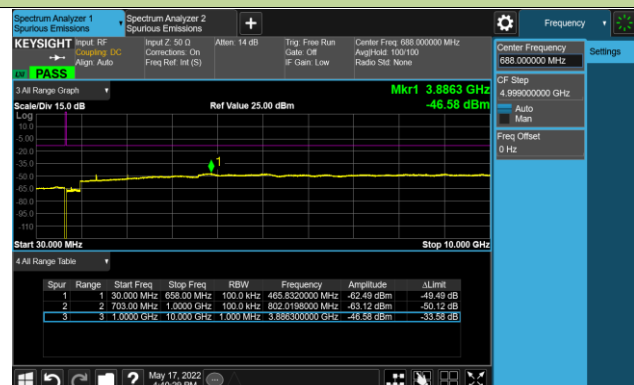 Spectrum Analyzer 1
Spurious Emissions
Spectrum Analyzer 2
Spurious Emissions
+
Frequency
KEYSIGHT
Input: RF
Coupling: DC
Align: Auto
Input Z: 50 Ω
Corrections: On
Freq Ref: Int (S)
Atten: 14 dB
Trig: Free Run
Gate: Off
IF Gain: Low
Center Freq: 688.000000 MHz
Avg|Hold: 100/100
Radio Std: None
PASS
Center Frequency
688.000000 MHz
Settings
CF Step
4.999000000 GHz
Auto
Man
Freq Offset
0 Hz
3 All Range Graph
Mkr1 3.8863 GHz
Scale/Div 15.0 dB
Ref Value 25.00 dBm
-46.58 dBm
Log
10.0
-5.00
-20.0
-35.0
-50.0
-65.0
-80.0
-95.0
-110
1
Start 30.000 MHz
Stop 10.000 GHz
4 All Range Table
Spur Range Start Freq Stop Freq RBW Frequency Amplitude ΔLimit
1 1 30.000 MHz 658.00 MHz 100.0 kHz 465.8320000 MHz -62.49 dBm -49.49 dB
2 2 703.00 MHz 1.0000 GHz 100.0 kHz 802.0198000 MHz -63.12 dBm -50.12 dB
3 3 1.0000 GHz 10.000 GHz 1.000 MHz 3.886300000 GHz -46.58 dBm -33.58 dB
?
May 17, 2022